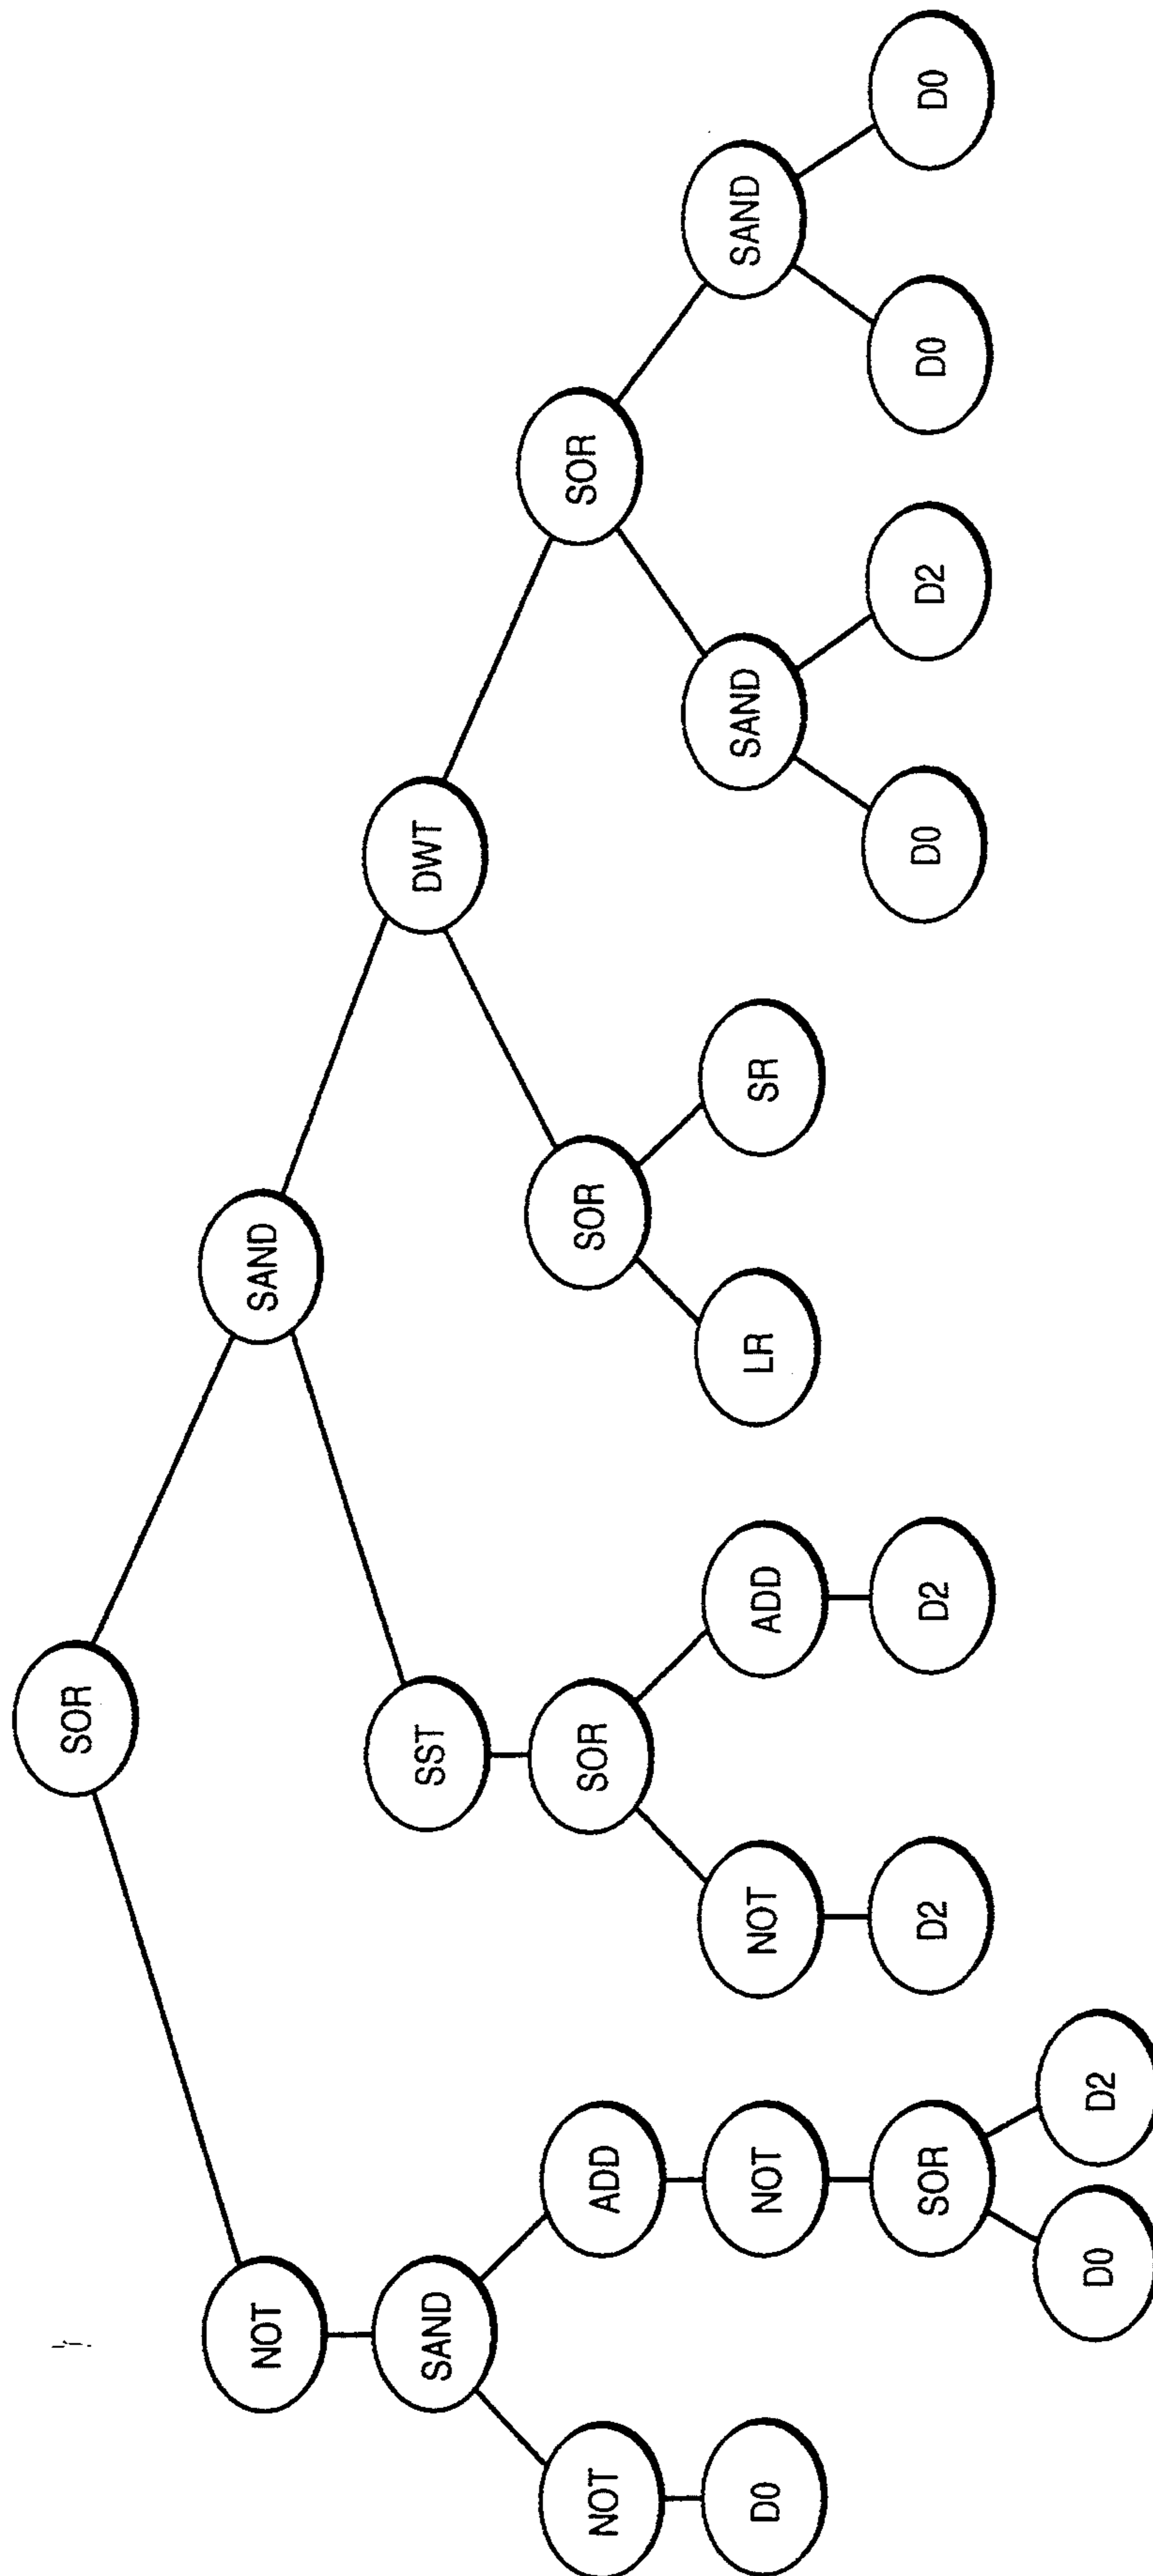 SOR
NOT
SAND
SAND
SST
DWT
NOT
ADD
SOR
SOR
SOR
D0
NOT
NOT
ADD
LR
SR
SAND
SAND
SOR
D2
D2
D0
D2
D0
D0
D0
D2